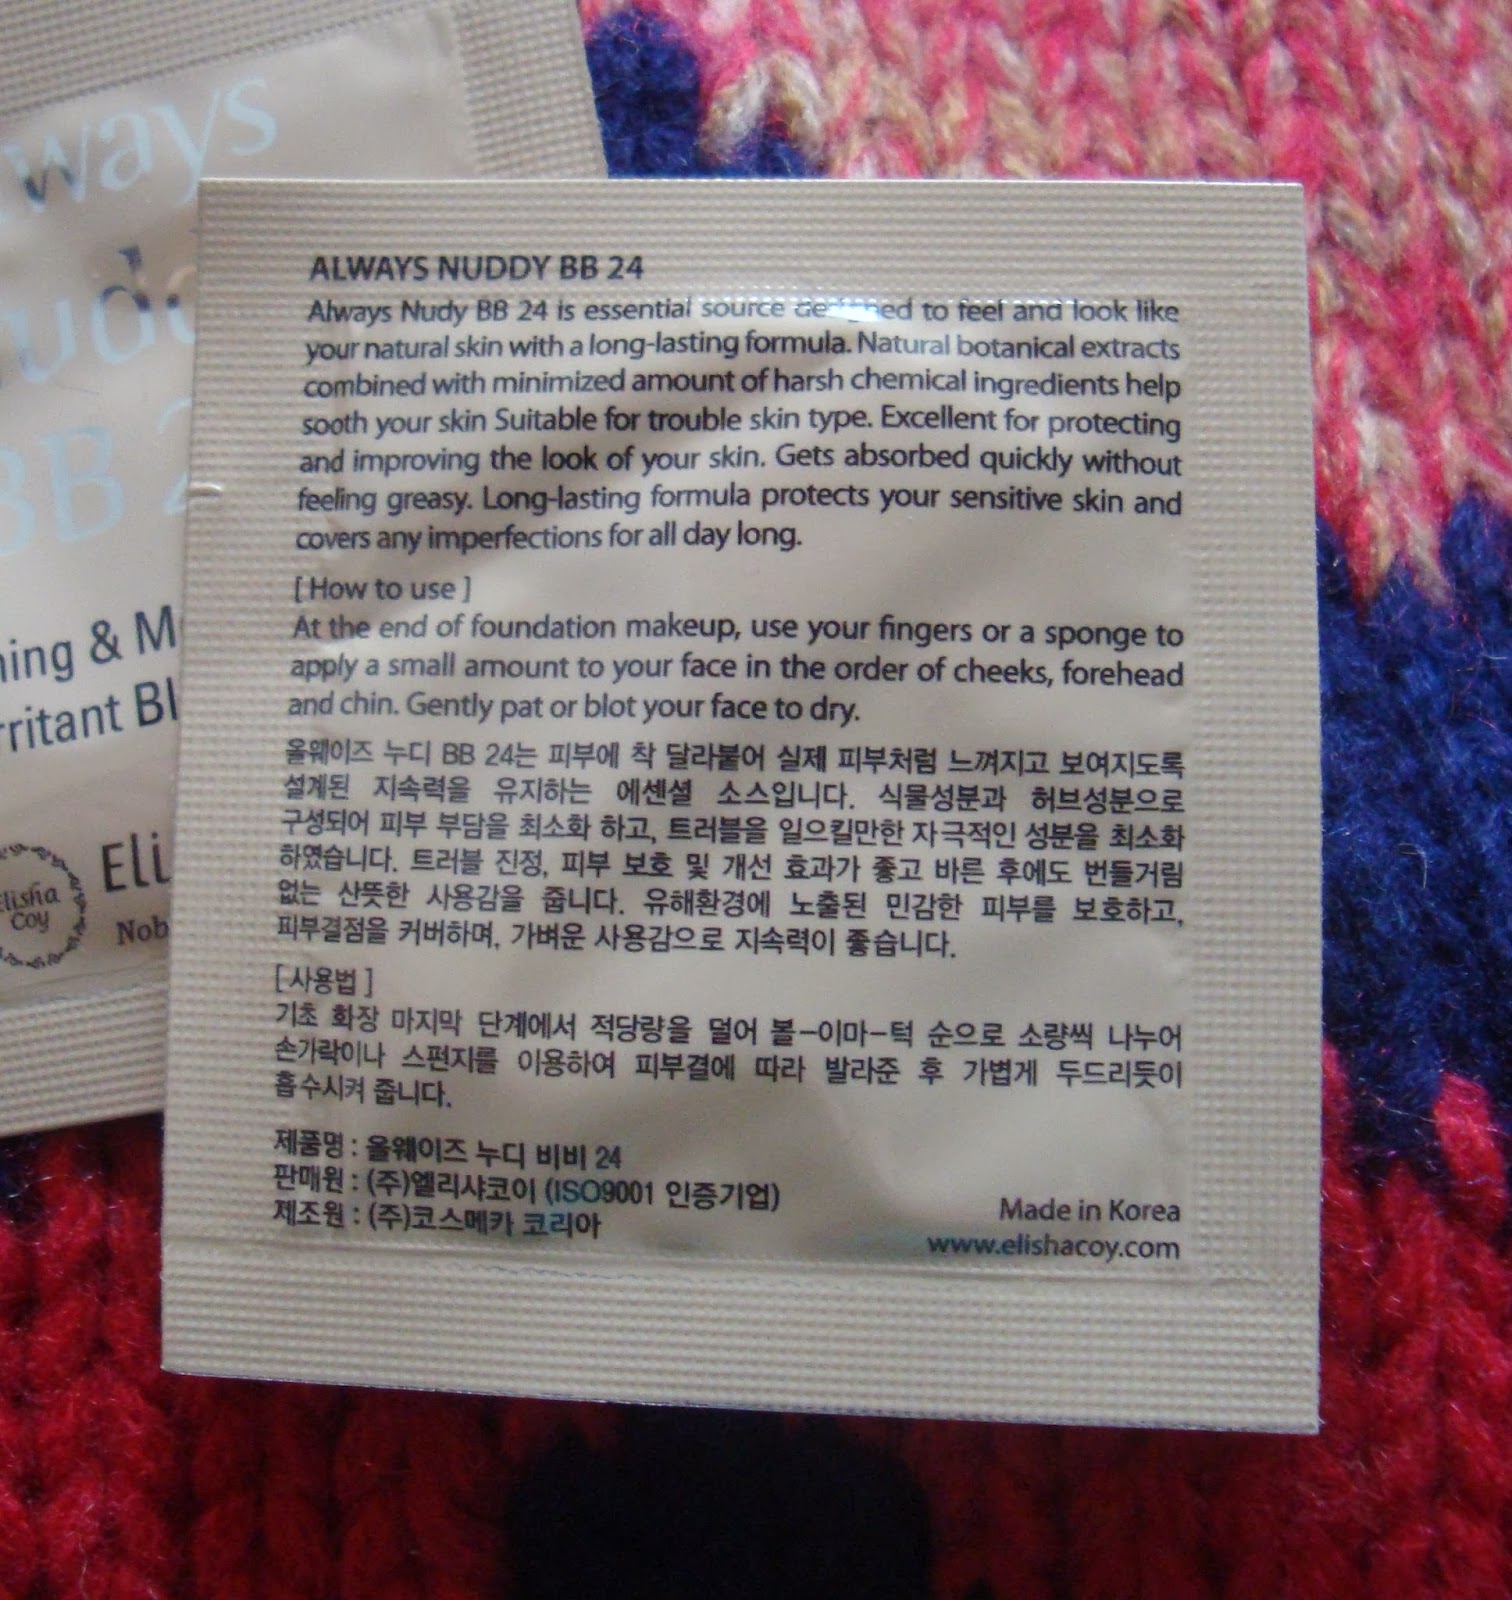 ways
BB 2
ning & M
rritant Bl
Elisha
Coy
Eli
Nob
ALWAYS NUDDY BB 24
Always Nudy BB 24 is essential source designed to feel and look like
your natural skin with a long-lasting formula. Natural botanical extracts
combined with minimized amount of harsh chemical ingredients help
sooth your skin Suitable for trouble skin type. Excellent for protecting
and improving the look of your skin. Gets absorbed quickly without
feeling greasy. Long-lasting formula protects your sensitive skin and
covers any imperfections for all day long.
[ How to use ]
At the end of foundation makeup, use your fingers or a sponge to
apply a small amount to your face in the order of cheeks, forehead
and chin. Gently pat or blot your face to dry.
올웨이즈 누디 BB 24는 피부에 착 달라붙어 실제 피부처럼 느껴지고 보여지도록
설계된 지속력을 유지하는 에센셜 소스입니다. 식물성분과 허브성분으로
구성되어 피부 부담을 최소화 하고, 트러블을 일으킬만한 자극적인 성분을 최소화
하였습니다. 트러블 진정, 피부 보호 및 개선 효과가 좋고 바른 후에도 번들거림
없는 산뜻한 사용감을 줍니다. 유해환경에 노출된 민감한 피부를 보호하고,
피부결점을 커버하며, 가벼운 사용감으로 지속력이 좋습니다.
[ 사용법 ]
기초 화장 마지막 단계에서 적당량을 덜어 볼-이마-턱 순으로 소량씩 나누어
손가락이나 스펀지를 이용하여 피부결에 따라 발라준 후 가볍게 두드리듯이
흡수시켜 줍니다.
제품명 : 올웨이즈 누디 비비 24
판매원 : (주)엘리샤코이 (ISO9001 인증기업)
제조원 : (주)코스메카 코리아
Made in Korea
www.elishacoy.com